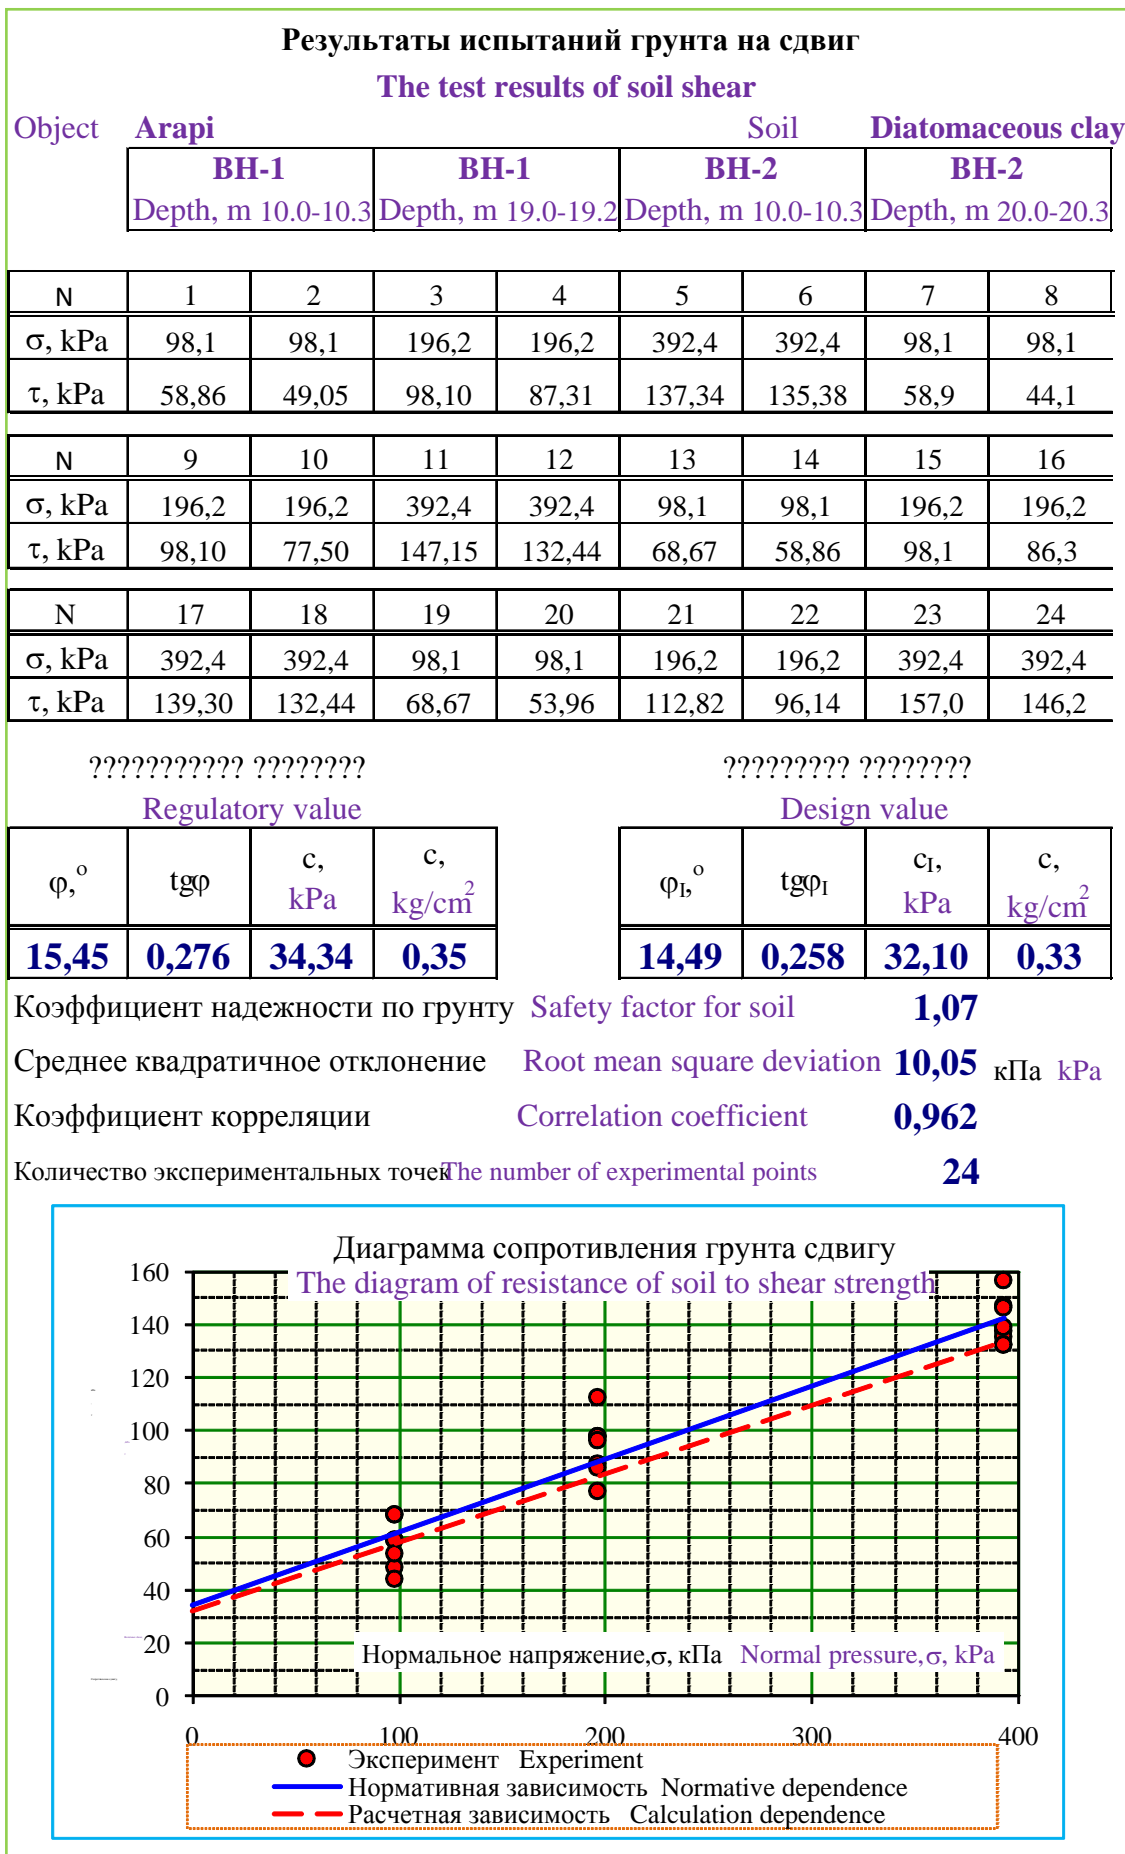 Результаты испытаний грунта на сдвиг
The test results of soil shear
Object Arapi Soil Diatomaceous clay
BH-1 BH-1 BH-2 BH-2
Depth, m 10.0-10.3 Depth, m 19.0-19.2 Depth, m 10.0-10.3 Depth, m 20.0-20.3
N 1 2 3 4 5 6 7 8
σ, kPa 98,1 98,1 196,2 196,2 392,4 392,4 98,1 98,1
τ, kPa 58,86 49,05 98,10 87,31 137,34 135,38 58,9 44,1
N 9 10 11 12 13 14 15 16
σ, kPa 196,2 196,2 392,4 392,4 98,1 98,1 196,2 196,2
τ, kPa 98,10 77,50 147,15 132,44 68,67 58,86 98,1 86,3
N 17 18 19 20 21 22 23 24
σ, kPa 392,4 392,4 98,1 98,1 196,2 196,2 392,4 392,4
τ, kPa 139,30 132,44 68,67 53,96 112,82 96,14 157,0 146,2
??????????? ???????? ????????? ????????
Regulatory value Design value
φ,° tgφ c, kPa c, kg/cm² φI,° tgφI cI, kPa c, kg/cm²
15,45 0,276 34,34 0,35 14,49 0,258 32,10 0,33
Коэффициент надежности по грунту Safety factor for soil 1,07
Среднее квадратичное отклонение Root mean square deviation 10,05 кПа kPa
Коэффициент корреляции Correlation coefficient 0,962
Количество экспериментальных точек The number of experimental points 24
Диаграмма сопротивления грунта сдвигу
The diagram of resistance of soil to shear strength
160
140
120
100
80
60
40
20
0
Нормальное напряжение,σ, кПа Normal pressure,σ, kPa
0 100 200 300 400
Эксперимент Experiment
Нормативная зависимость Normative dependence
Расчетная зависимость Calculation dependence